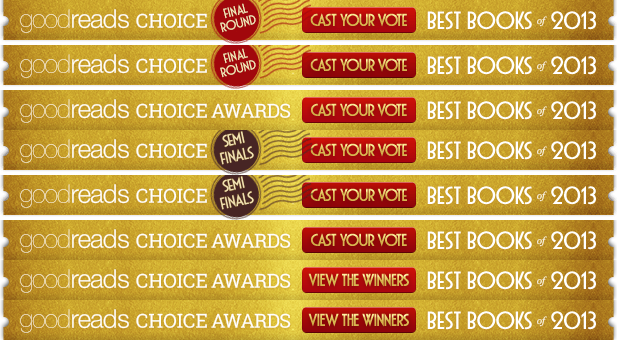 goodreads CHOICE FINAL ROUND CAST YOUR VOTE BEST BOOKS of 2013
goodreads CHOICE FINAL ROUND CAST YOUR VOTE BEST BOOKS of 2013
goodreads CHOICE AWARDS CAST YOUR VOTE BEST BOOKS of 2013
goodreads CHOICE SEMI FINALS CAST YOUR VOTE BEST BOOKS of 2013
goodreads CHOICE SEMI FINALS CAST YOUR VOTE BEST BOOKS of 2013
goodreads CHOICE AWARDS CAST YOUR VOTE BEST BOOKS of 2013
goodreads CHOICE AWARDS VIEW THE WINNERS BEST BOOKS of 2013
goodreads CHOICE AWARDS VIEW THE WINNERS BEST BOOKS of 2013